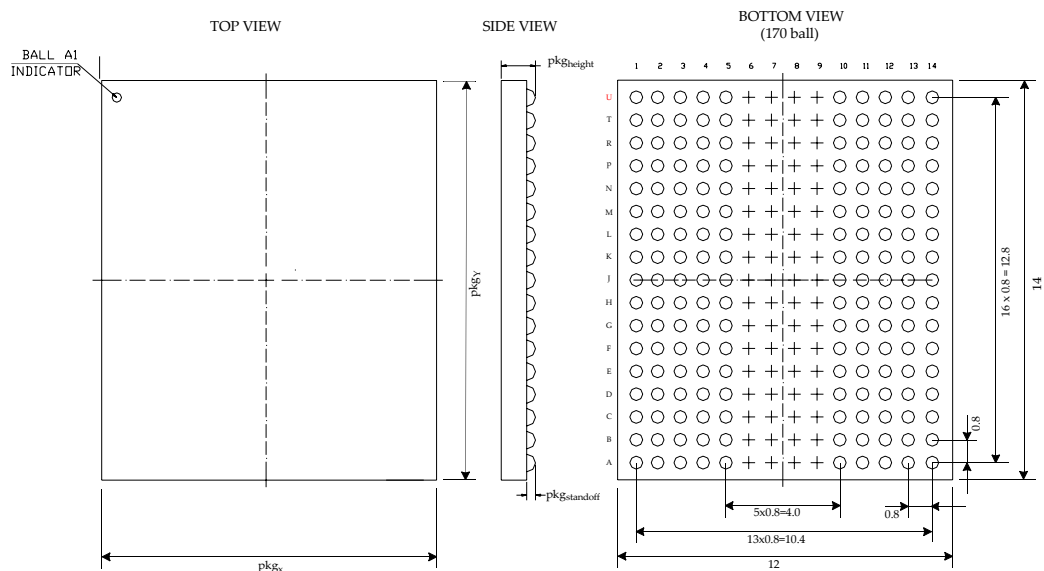 TOP VIEW
SIDE VIEW
BOTTOM VIEW
(170 ball)
BALL A1
INDICATOR
pkgheight
1 2 3 4 5 6 7 8 9 10 11 12 13 14
U
T
R
P
N
M
L
K
J
H
G
F
E
D
C
B
A
pkgY
16 x 0.8 = 12.8
14
0.8
pkgstandoff
5x0.8=4.0
0.8
13x0.8=10.4
12
pkgx